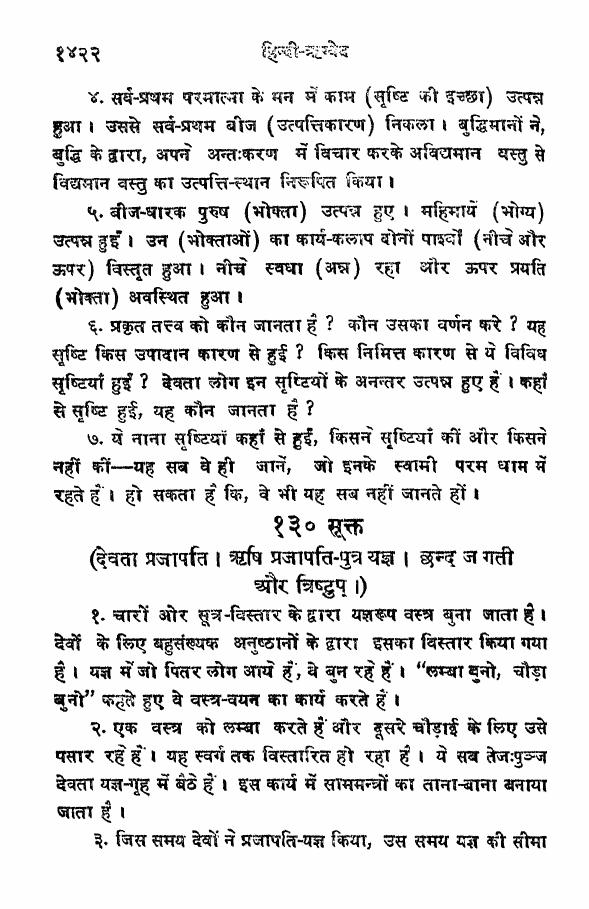 १४२२ हिन्दी-ऋग्वेद
४. सर्व-प्रथम परमात्मा के मन में काम (सृष्टि की इच्छा) उत्पन्न
हुआ। उससे सर्व-प्रथम बीज (उत्पत्तिकारण) निकला। बुद्धिमानों ने,
बुद्धि के द्वारा, अपने अन्तःकरण में विचार करके अविद्यमान वस्तु से
विद्यमान वस्तु का उत्पत्ति-स्थान निरूपित किया।
५. बीज-धारक पुरुष (भोक्ता) उत्पन्न हुए। महिमायें (भोग्य)
उत्पन्न हुईं। उन (भोक्ताओं) का कार्य-कलाप दोनों पार्श्वों (नीचे और
ऊपर) विस्तृत हुआ। नीचे स्वधा (अन्न) रहा और ऊपर प्रयति
(भोक्ता) अवस्थित हुआ।
६. प्रकृत तत्त्व को कौन जानता है? कौन उसका वर्णन करे? यह
सृष्टि किस उपादान कारण से हुई? किस निमित्त कारण से ये विविध
सृष्टियाँ हुईं? देवता लोग इन सृष्टियों के अनन्तर उत्पन्न हुए हैं। कहाँ
से सृष्टि हुई, यह कौन जानता है?
७. ये नाना सृष्टियाँ कहाँ से हुईं, किसने सृष्टियाँ कीं और किसने
नहीं कीं—यह सब वे ही जानें, जो इनके स्वामी परम धाम में
रहते हैं। हो सकता है कि, वे भी यह सब नहीं जानते हों।
१३० सूक्त
(देवता प्रजापति। ऋषि प्रजापति-पुत्र यज्ञ। छन्द जगती
और त्रिष्टुप्।)
१. चारों ओर सूत्र-विस्तार के द्वारा यज्ञरूप वस्त्र बुना जाता है।
देवों के लिए बहुसंख्यक अनुष्ठानों के द्वारा इसका विस्तार किया गया
है। यज्ञ में जो पितर लोग आये हैं, वे बुन रहे हैं। “लम्बा बुनो, चौड़ा
बुनो” कहते हुए वे वस्त्र-वयन का कार्य करते हैं।
२. एक वस्त्र को लम्बा करते हैं और दूसरे चौड़ाई के लिए उसे
पसार रहे हैं। यह स्वर्ग तक विस्तारित हो रहा है। ये सब तेजःपुञ्ज
देवता यज्ञ-गृह में बैठे हैं। इस कार्य में साममन्त्रों का ताना-बाना बनाया
जाता है।
३. जिस समय देवों ने प्रजापति-यज्ञ किया, उस समय यज्ञ की सीमा